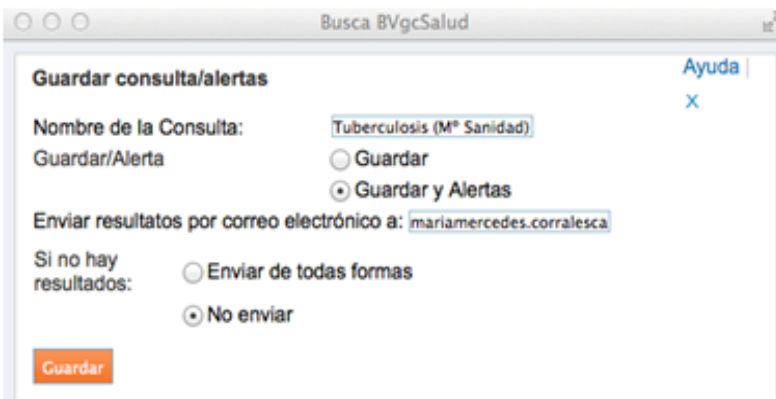 Busca BVgcSalud
Ayuda
Guardar consulta/alertas
X
Nombre de la Consulta: Tuberculosis (Mº Sanidad)
Guardar/Alerta Guardar
Guardar y Alertas
Enviar resultatos por correo electrónico a: mariamercedes.corralesca
Si no hay
resultados:
Enviar de todas formas
No enviar
Guardar